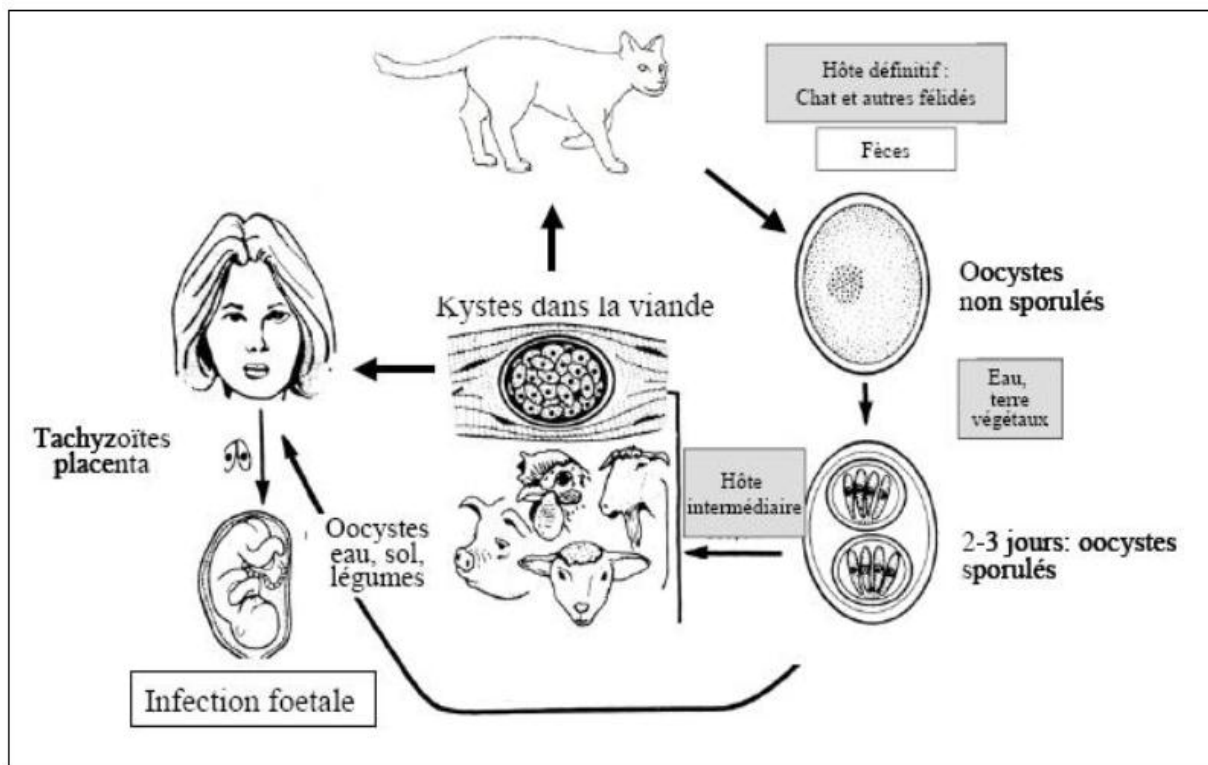 Hôte définitif :
Chat et autres félidés
Fèces
Oocystes
non sporulés
Eau,
terre
végétaux
2-3 jours: oocystes
sporulés
Hôte
intermédiaire
Kystes dans la viande
Tachyzoïtes
placenta
Oocystes
eau, sol,
légumes
Infection foetale